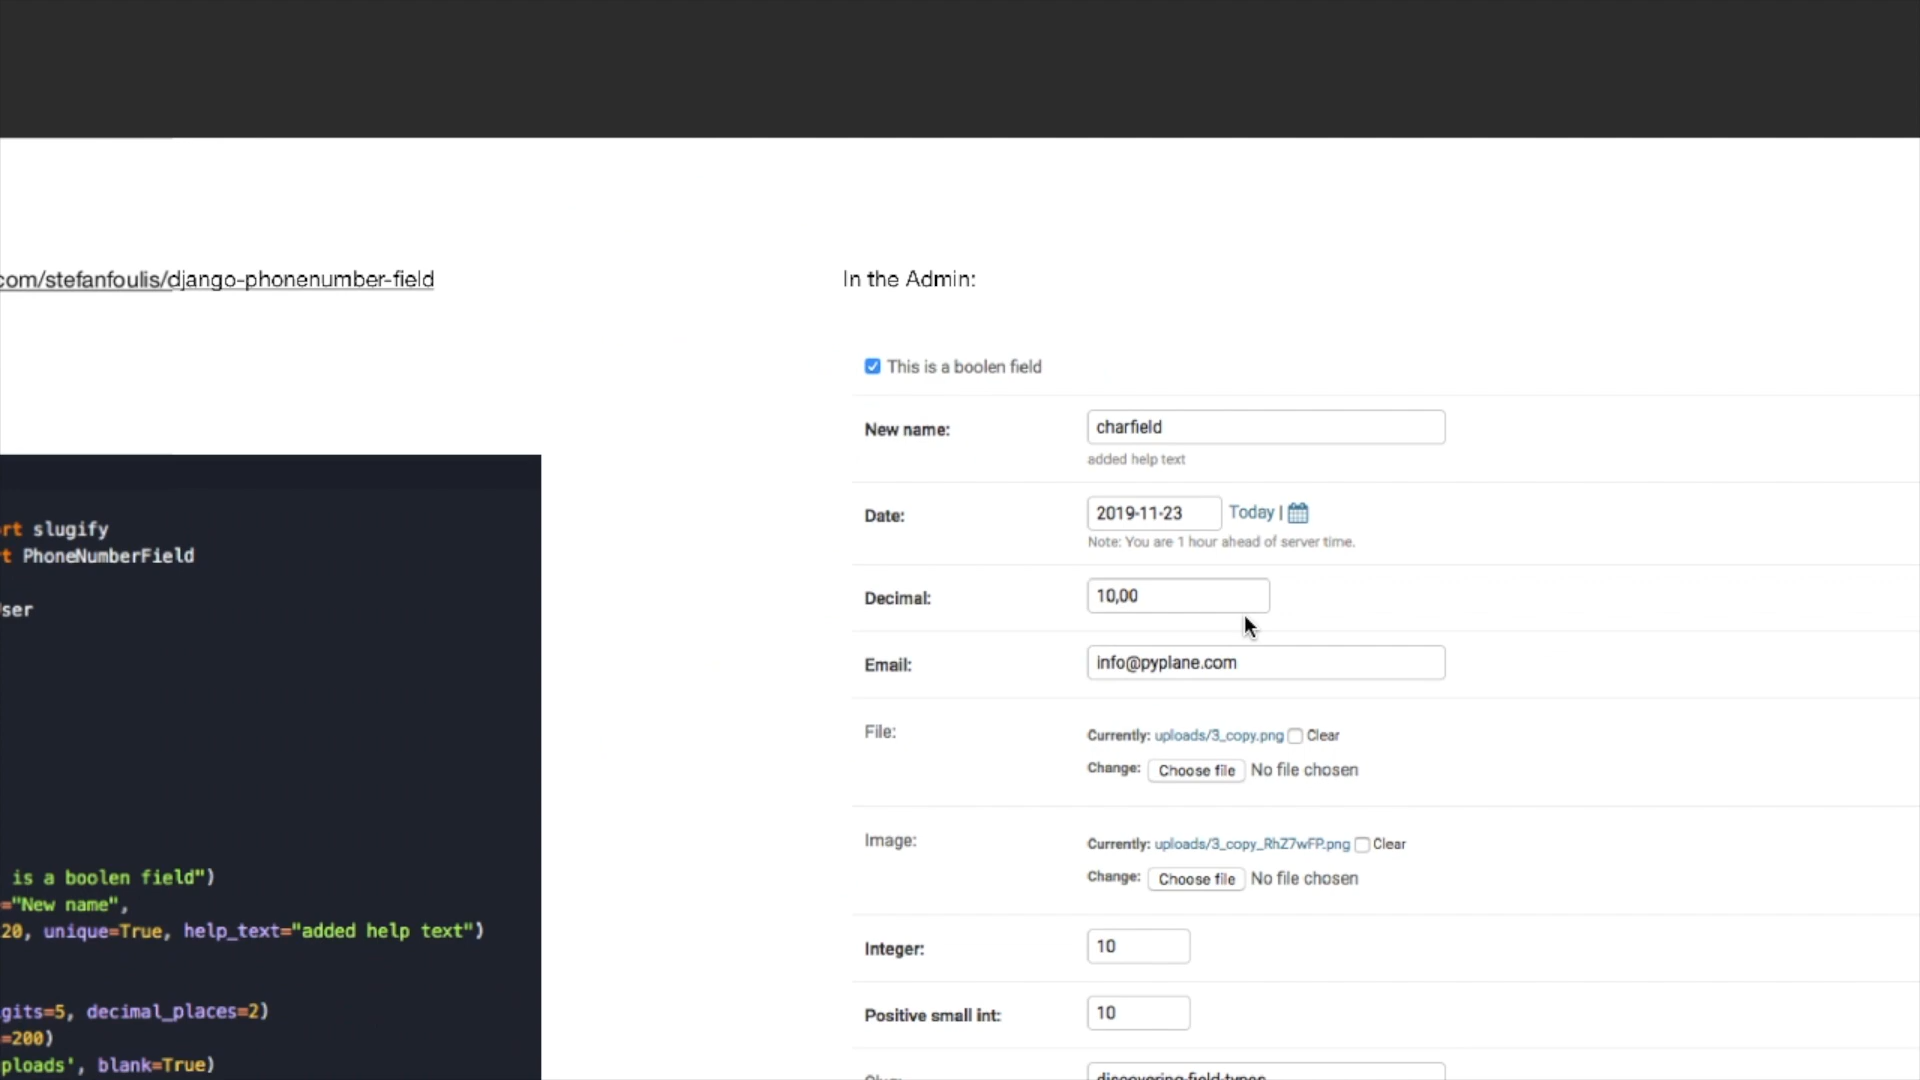 com/stefanfoulis/django-phonenumber-field
rt slugify
t PhoneNumberField
ser
is a boolen field")
="New name",
20, unique=True, help_text="added help text")
gits=5, decimal_places=2)
=200)
ploads', blank=True)
In the Admin:
This is a boolen field
New name: charfield
added help text
Date: 2019-11-23 Today |
Note: You are 1 hour ahead of server time.
Decimal: 10,00
Email: info@pyplane.com
File: Currently: uploads/3_copy.png Clear
Change: Choose file No file chosen
Image: Currently: uploads/3_copy_RhZ7wFP.png Clear
Change: Choose file No file chosen
Integer: 10
Positive small int: 10
discovering-field-types